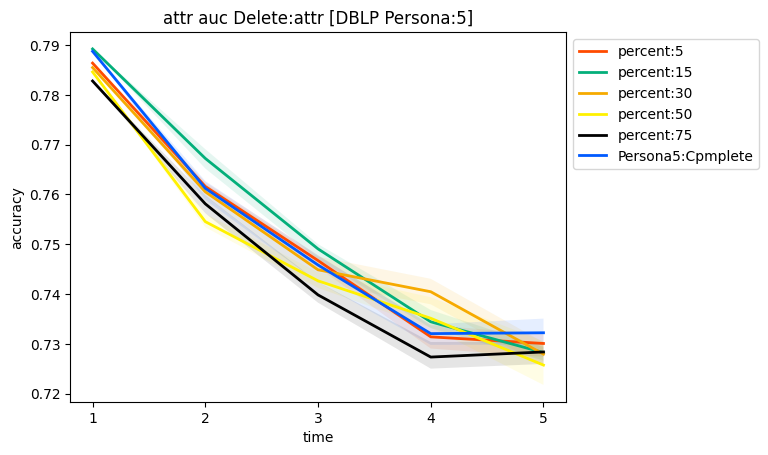 attr auc Delete:attr [DBLP Persona:5]
0.79
0.78
0.77
0.76
0.75
0.74
0.73
0.72
accuracy
1 2 3 4 5
time
percent:5
percent:15
percent:30
percent:50
percent:75
Persona5:Cpmplete